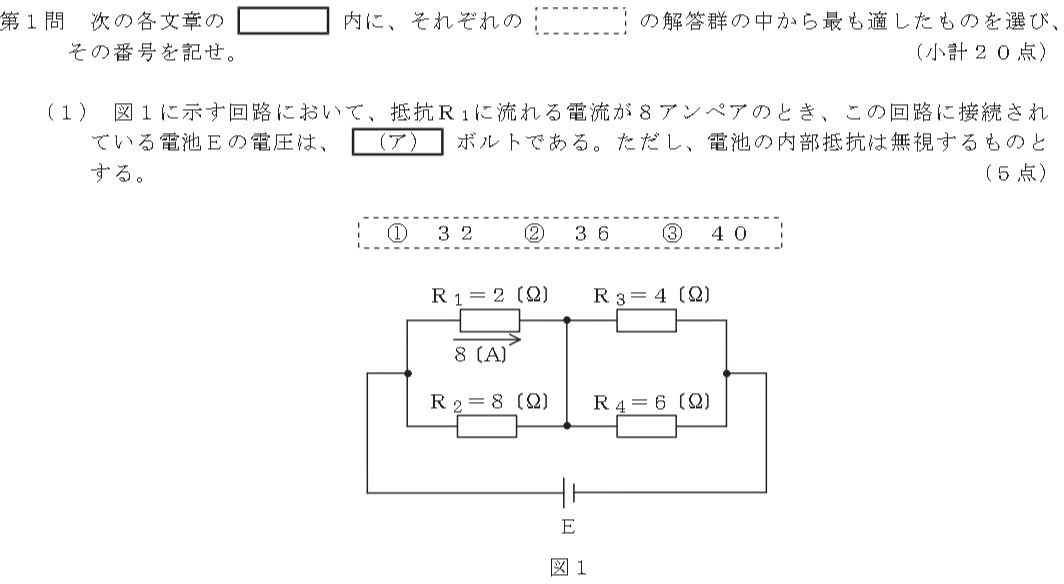 第１問　次の各文章の　　　　内に、それぞれの　　　　の解答群の中から最も適したものを選び、
その番号を記せ。　（小計２０点）
（１）　図１に示す回路において、抵抗Ｒ₁に流れる電流が８アンペアのとき、この回路に接続され
ている電池Ｅの電圧は、　（ア）　ボルトである。ただし、電池の内部抵抗は無視するものと
する。　（５点）
①　３２　②　３６　③　４０
Ｒ₁＝２〔Ω〕　Ｒ₃＝４〔Ω〕
８〔Ａ〕
Ｒ₂＝８〔Ω〕　Ｒ₄＝６〔Ω〕
Ｅ
図１